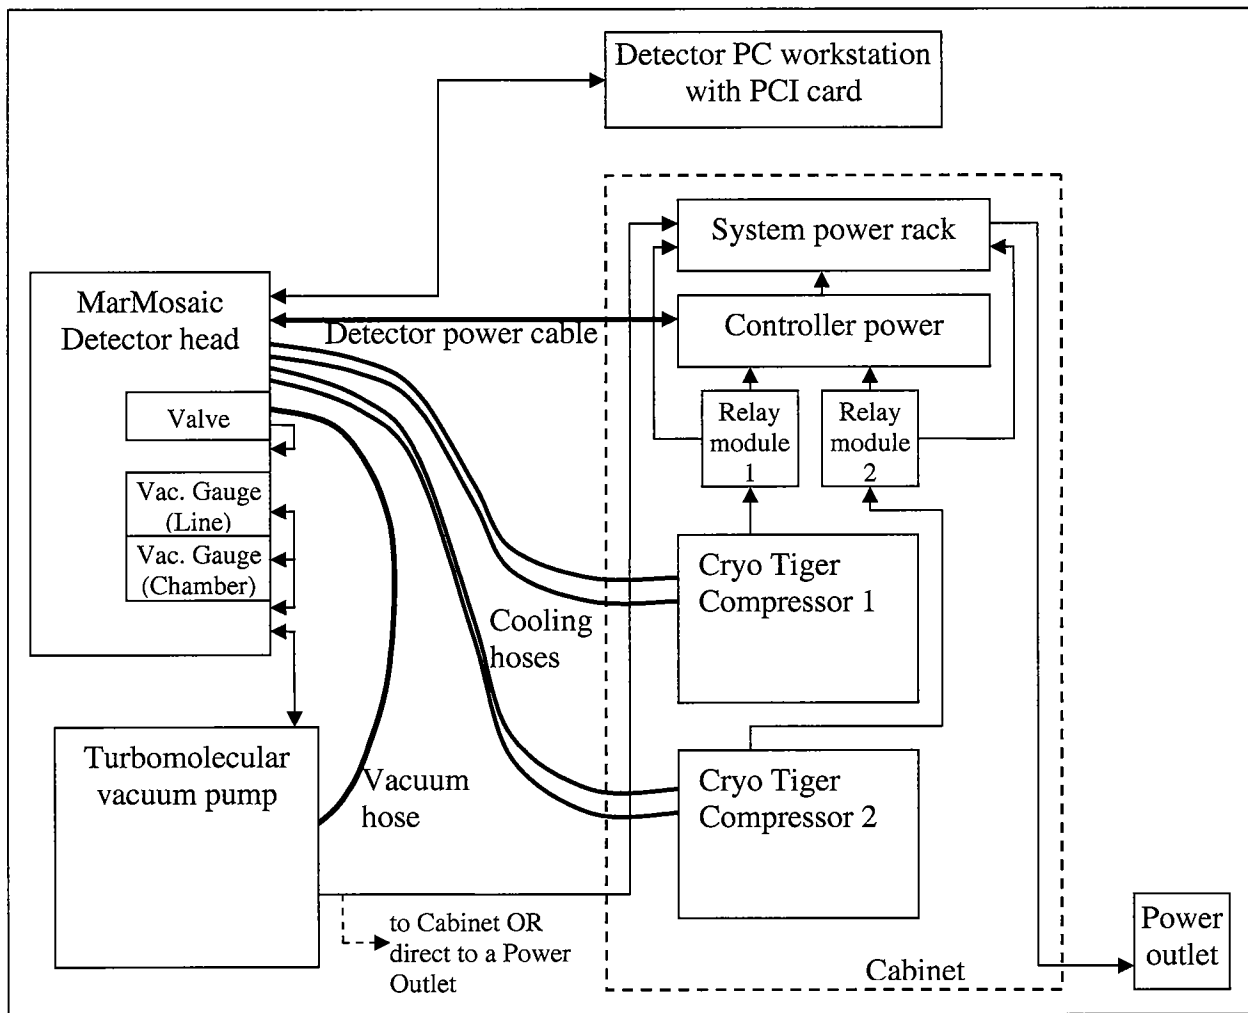 Detector PC workstation
with PCI card
System power rack
MarMosaic
Detector head
Detector power cable
Controller power
Valve
Relay
module
1
Relay
module
2
Vac. Gauge
(Line)
Vac. Gauge
(Chamber)
Cryo Tiger
Compressor 1
Cooling
hoses
Turbomolecular
vacuum pump
Vacuum
hose
Cryo Tiger
Compressor 2
to Cabinet OR
direct to a Power
Outlet
Cabinet
Power
outlet